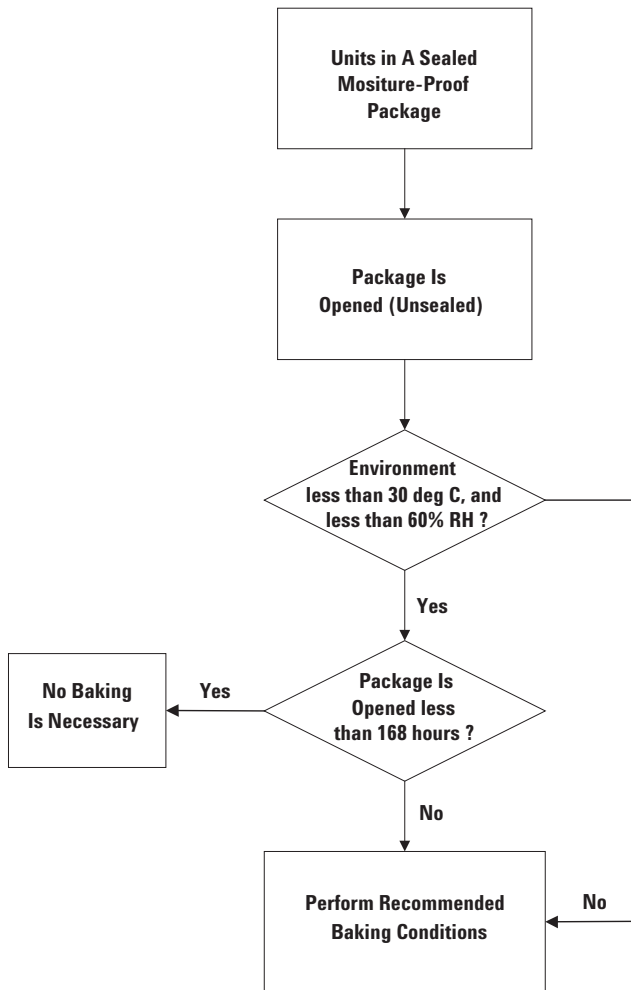 Units in A Sealed
Mositure-Proof
Package
Package Is
Opened (Unsealed)
Environment
less than 30 deg C, and
less than 60% RH ?
Yes
No Baking
Is Necessary
Yes
Package Is
Opened less
than 168 hours ?
No
Perform Recommended
Baking Conditions
No